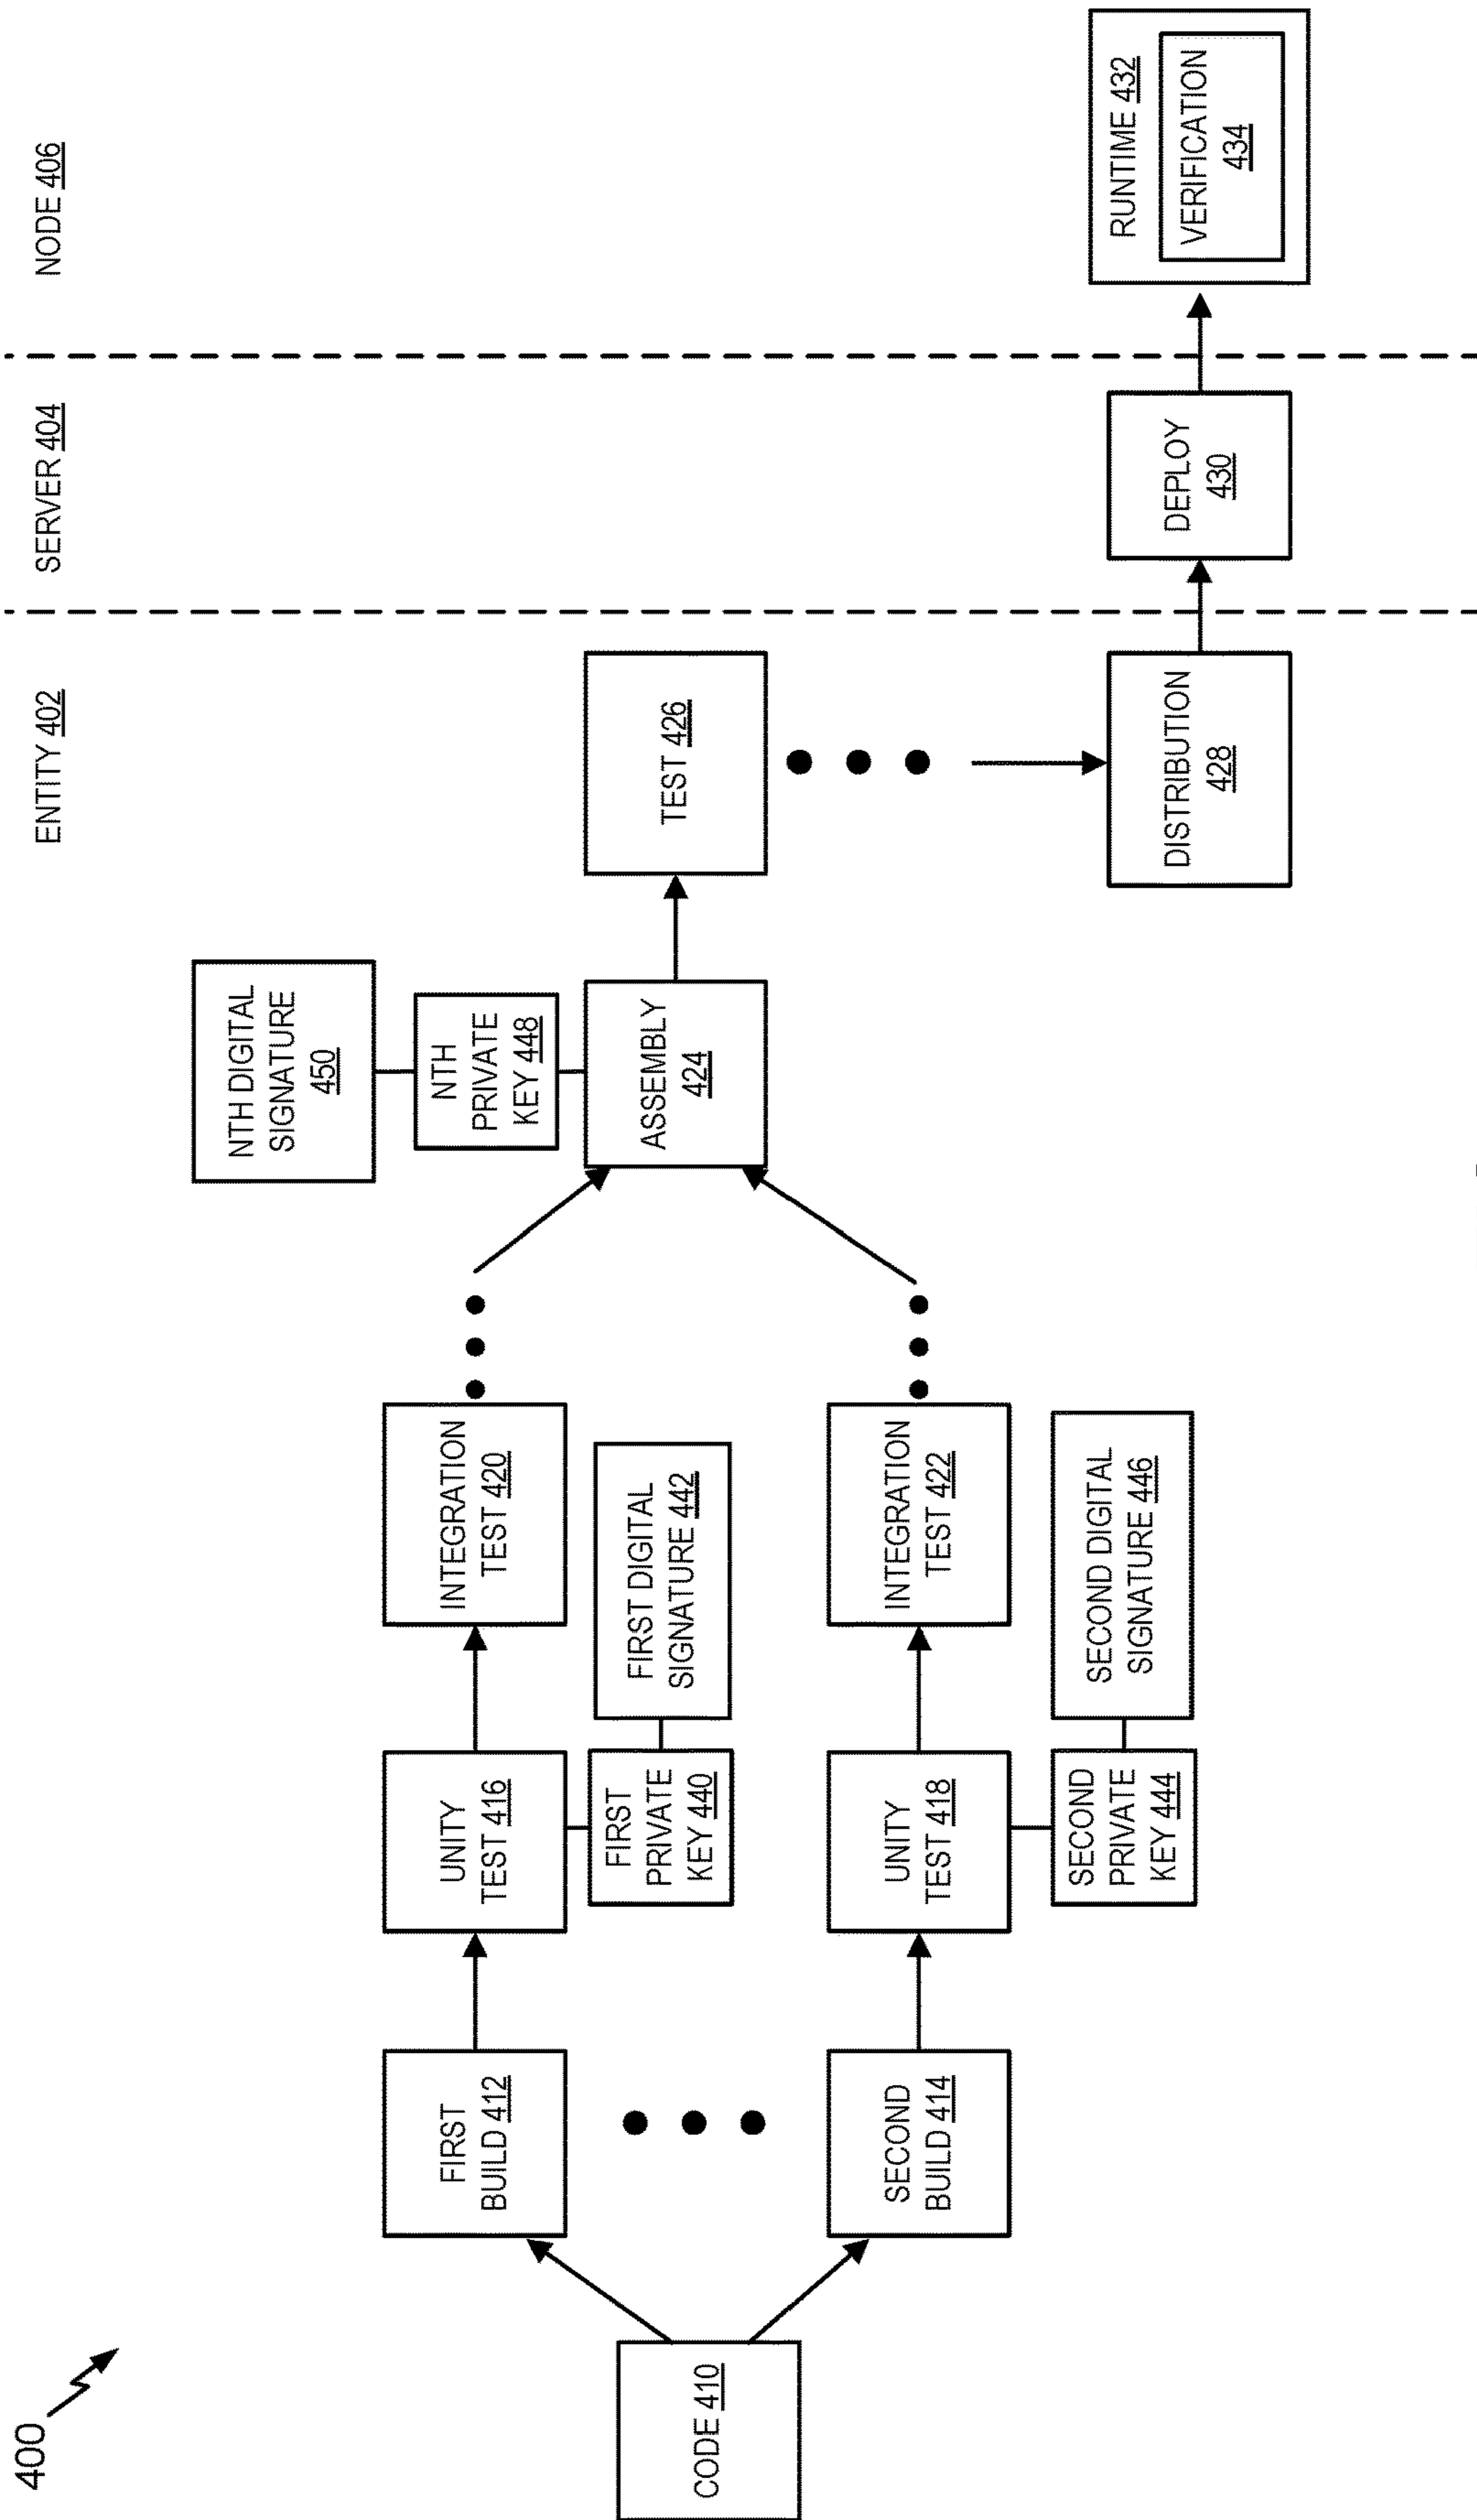 400
ENTITY 402
SERVER 404
NODE 406
CODE 410
FIRST
BUILD 412
SECOND
BUILD 414
UNITY
TEST 416
FIRST
PRIVATE
KEY 440
FIRST DIGITAL
SIGNATURE 442
UNITY
TEST 418
SECOND
PRIVATE
KEY 444
SECOND DIGITAL
SIGNATURE 446
INTEGRATION
TEST 420
INTEGRATION
TEST 422
NTH DIGITAL
SIGNATURE
450
NTH
PRIVATE
KEY 448
ASSEMBLY
424
TEST 426
DISTRIBUTION
428
DEPLOY
430
RUNTIME 432
VERIFICATION
434